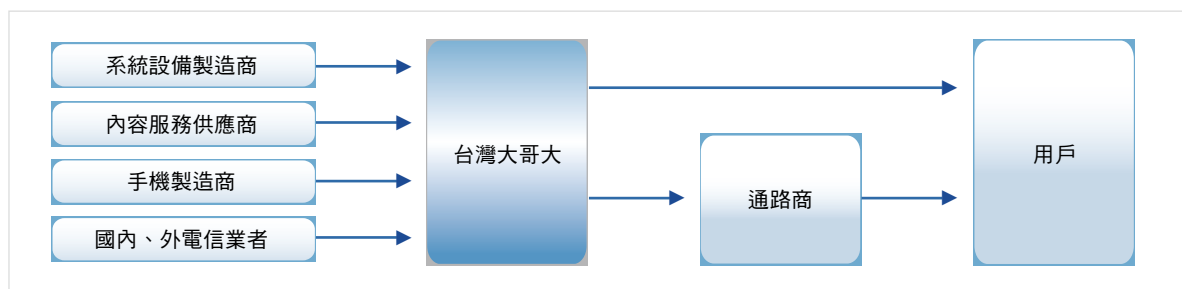 系統設備製造商
內容服務供應商
手機製造商
國內、外電信業者
台灣大哥大
通路商
用戶